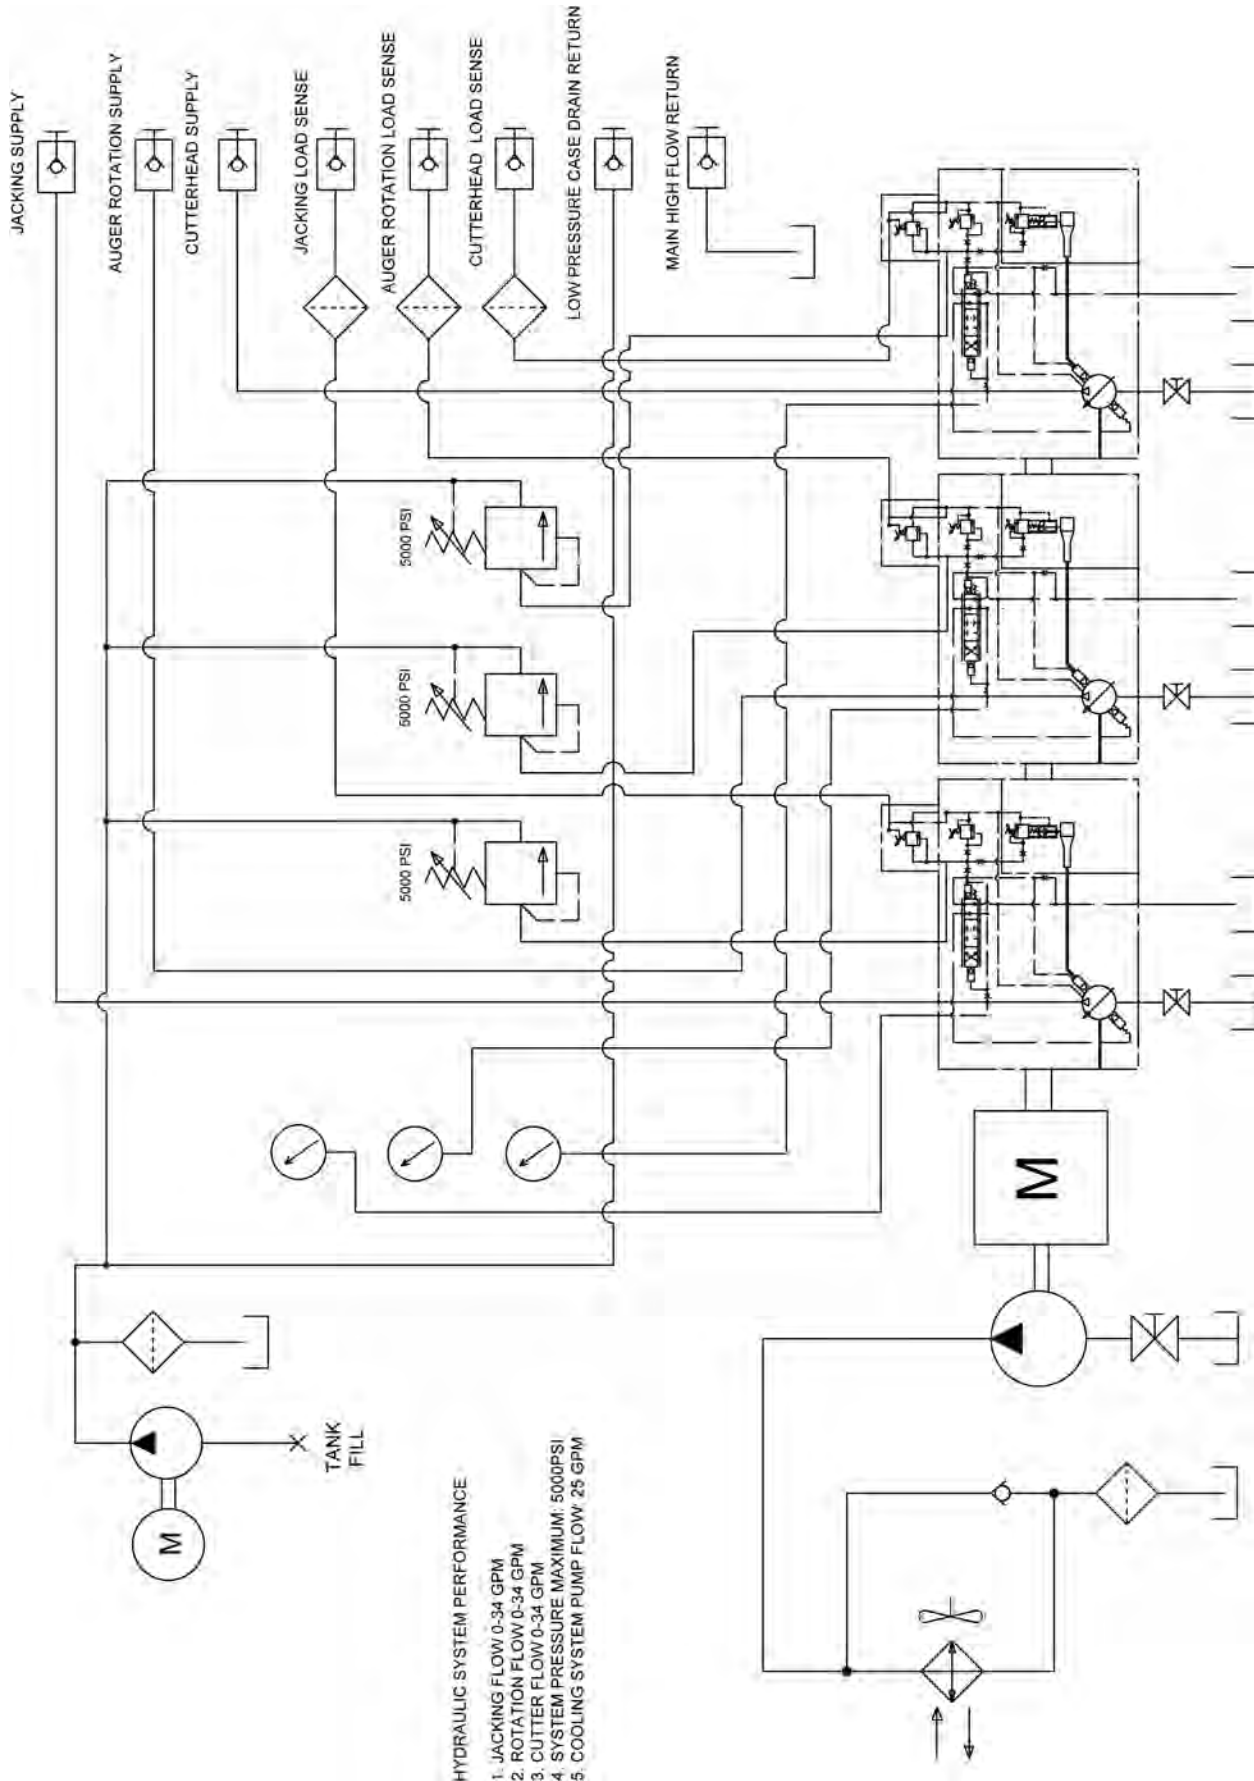 JACKING SUPPLY
AUGER ROTATION SUPPLY
CUTTERHEAD SUPPLY
JACKING LOAD SENSE
AUGER ROTATION LOAD SENSE
CUTTERHEAD LOAD SENSE
LOW PRESSURE CASE DRAIN RETURN
MAIN HIGH FLOW RETURN
5000 PSI
5000 PSI
5000 PSI
M
TANK
FILL
HYDRAULIC SYSTEM PERFORMANCE
1. JACKING FLOW 0-34 GPM
2. ROTATION FLOW 0-34 GPM
3. CUTTER FLOW 0-34 GPM
4. SYSTEM PRESSURE MAXIMUM: 5000PSI
5. COOLING SYSTEM PUMP FLOW: 25 GPM
M